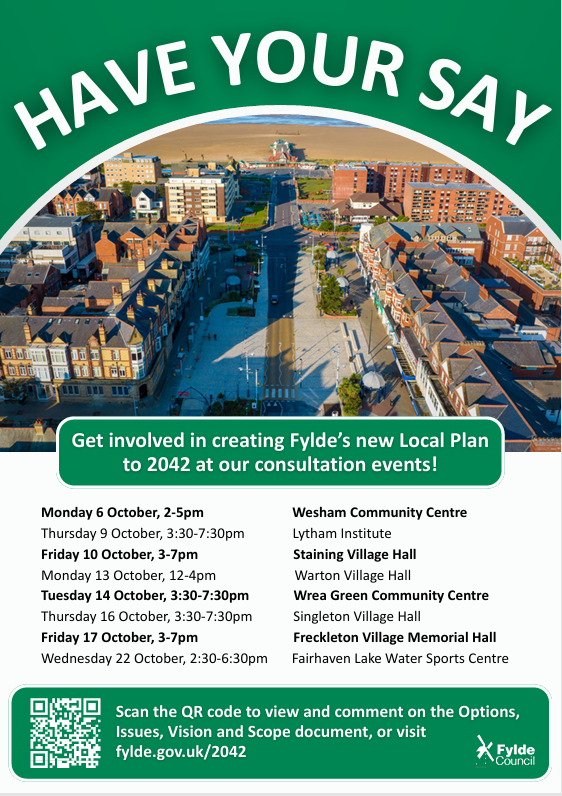 HAVE YOUR SAY
Get involved in creating Fylde's new Local Plan
to 2042 at our consultation events!
Monday 6 October, 2-5pm Wesham Community Centre
Thursday 9 October, 3:30-7:30pm Lytham Institute
Friday 10 October, 3-7pm Staining Village Hall
Monday 13 October, 12-4pm Warton Village Hall
Tuesday 14 October, 3:30-7:30pm Wrea Green Community Centre
Thursday 16 October, 3:30-7:30pm Singleton Village Hall
Friday 17 October, 3-7pm Freckleton Village Memorial Hall
Wednesday 22 October, 2:30-6:30pm Fairhaven Lake Water Sports Centre
Scan the QR code to view and comment on the Options,
Issues, Vision and Scope document, or visit
fylde.gov.uk/2042
Fylde
Council